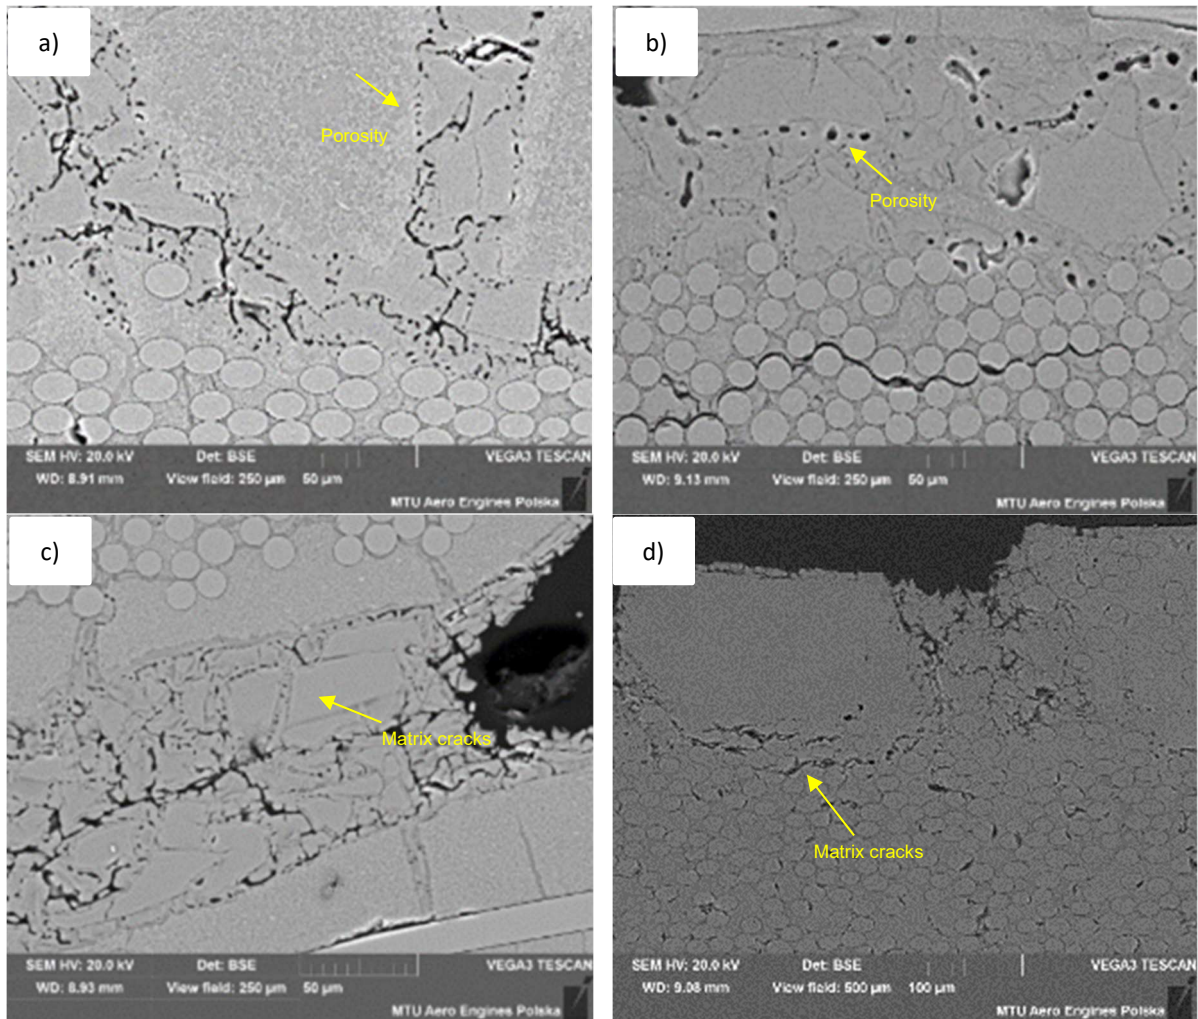 a)
Porosity
SEM HV: 20.0 kV Det: BSE VEGA3 TESCAN
WD: 8.91 mm View field: 250 µm 50 µm
MTU Aero Engines Polska
b)
Porosity
SEM HV: 20.0 kV Det: BSE VEGA3 TESCAN
WD: 9.13 mm View field: 250 µm 50 µm
MTU Aero Engines Polska
c)
Matrix cracks
SEM HV: 20.0 kV Det: BSE VEGA3 TESCAN
WD: 8.93 mm View field: 250 µm 50 µm
MTU Aero Engines Polska
d)
Matrix cracks
SEM HV: 20.0 kV Det: BSE VEGA3 TESCAN
WD: 9.08 mm View field: 500 µm 100 µm
MTU Aero Engines Polska